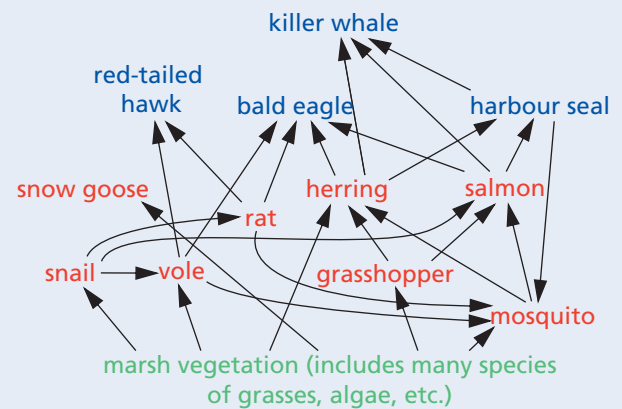 killer whale
red-tailed
hawk
bald eagle
harbour seal
snow goose
herring
salmon
rat
snail
vole
grasshopper
mosquito
marsh vegetation (includes many species
of grasses, algae, etc.)